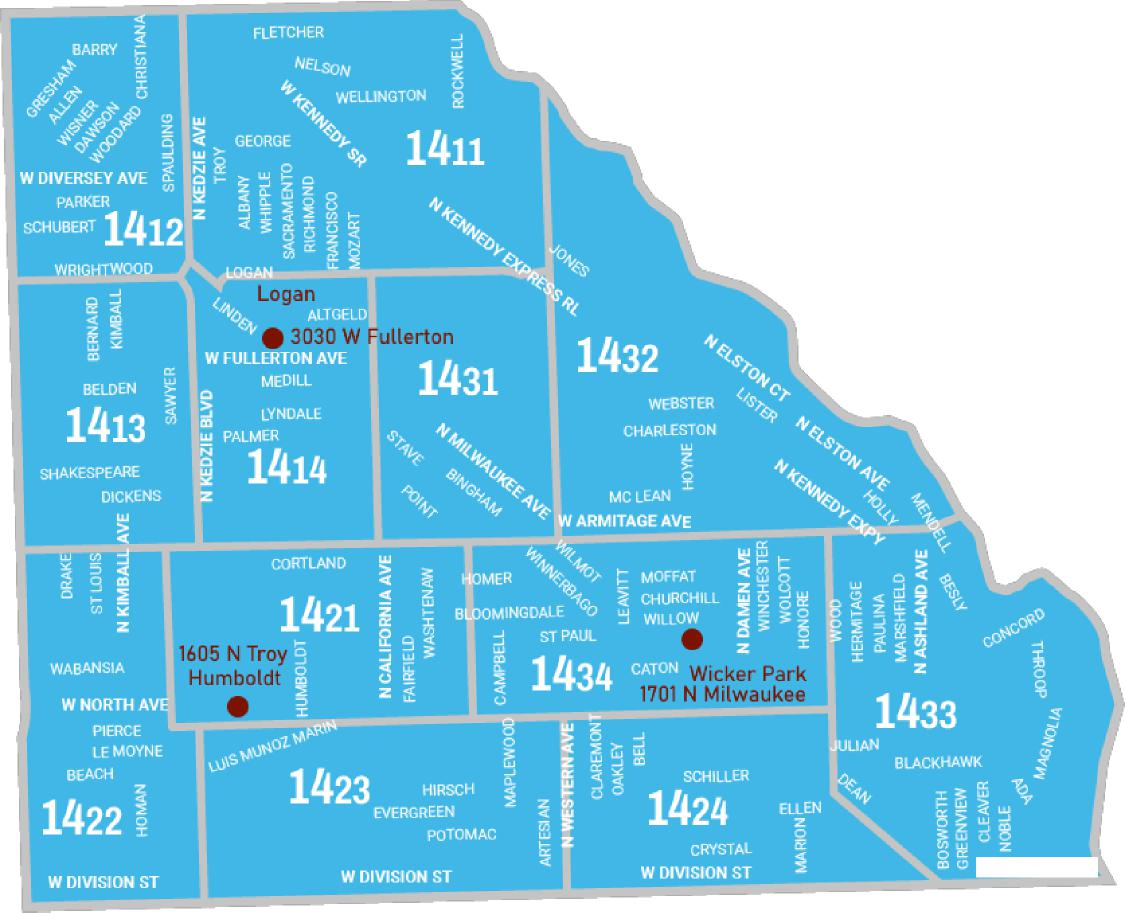 FLETCHER
BARRY
CHRISTIANA
GRESHAM
ALLEN
WISNER
DAWSON
WOODARD
NELSON
W KENNEDY SR
WELLINGTON
ROCKWELL
GEORGE
1411
N KEDZIE AVE
TROY
SPAULDING
W DIVERSEY AVE
PARKER
SCHUBERT
1412
WRIGHTWOOD
ALBANY
WHIPPLE
SACRAMENTO
RICHMOND
FRANCISCO
MOZART
N KENNEDY EXPRESS RL
JONES
LOGAN
Logan
LINDEN
ALTGELD
3030 W Fullerton
W FULLERTON AVE
MEDILL
LYNDALE
PALMER
1414
N KEDZIE BLVD
BERNARD
KIMBALL
BELDEN
SAWYER
1413
SHAKESPEARE
DICKENS
1431
STAVE
POINT
BINGHAM
N MILWAUKEE AVE
1432
N ELSTON CT
LISTER
WEBSTER
CHARLESTON
HOYNE
MC LEAN
W ARMITAGE AVE
N ELSTON AVE
N KENNEDY EXPY
HOLLY
MENDELL
DRAKE
ST LOUIS
N KIMBALL AVE
WABANSIA
W NORTH AVE
CORTLAND
1421
1605 N Troy
Humboldt
HUMBOLDT
N CALIFORNIA AVE
FAIRFIELD
WASHTENAW
HOMER
WILMOT
WINNERBAGO
BLOOMINGDALE
ST PAUL
CAMPBELL
1434
LEAVITT
MOFFAT
CHURCHILL
WILLOW
CATON
Wicker Park
1701 N Milwaukee
N DAMEN AVE
WINCHESTER
WOLCOTT
HONORE
WOOD
HERMITAGE
PAULINA
MARSHFIELD
N ASHLAND AVE
BESLY
CONCORD
THROOP
1433
MAGNOLIA
JULIAN
BLACKHAWK
DEAN
ADA
BOSWORTH
GREENVIEW
CLEAVER
NOBLE
PIERCE
LE MOYNE
BEACH
1422
HOMAN
W DIVISION ST
LUIS MUNOZ MARIN
1423
HIRSCH
EVERGREEN
POTOMAC
MAPLEWOOD
ARTESIAN
W DIVISION ST
N WESTERN AVE
CLAREMONT
OAKLEY
BELL
SCHILLER
1424
ELLEN
MARION
CRYSTAL
W DIVISION ST